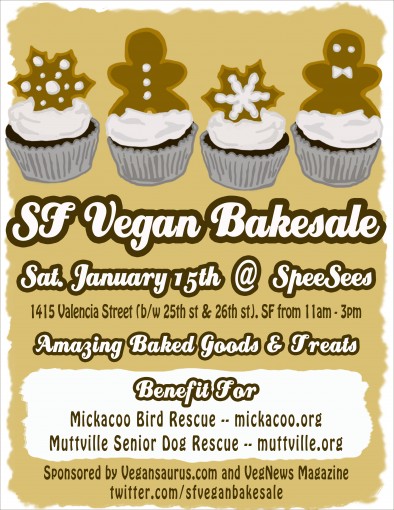 SF Vegan Bakesale
Sat, January 15th @ SpeeSees
1415 Valencia Street (b/w 25th st & 26th st), SF from 11am - 3pm
Amazing Baked Goods & Treats
Benefit For
Mickacoo Bird Rescue -- mickacoo.org
Muttville Senior Dog Rescue -- muttville.org
Sponsored by Vegansaurus.com and VegNews Magazine
twitter.com/sfveganbakesale